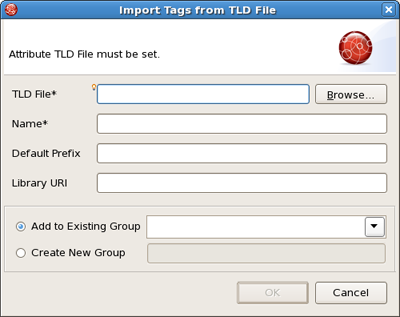 Import Tags from TLD File
Attribute TLD File must be set.
TLD File*
Browse...
Name*
Default Prefix
Library URI
Add to Existing Group
Create New Group
OK
Cancel